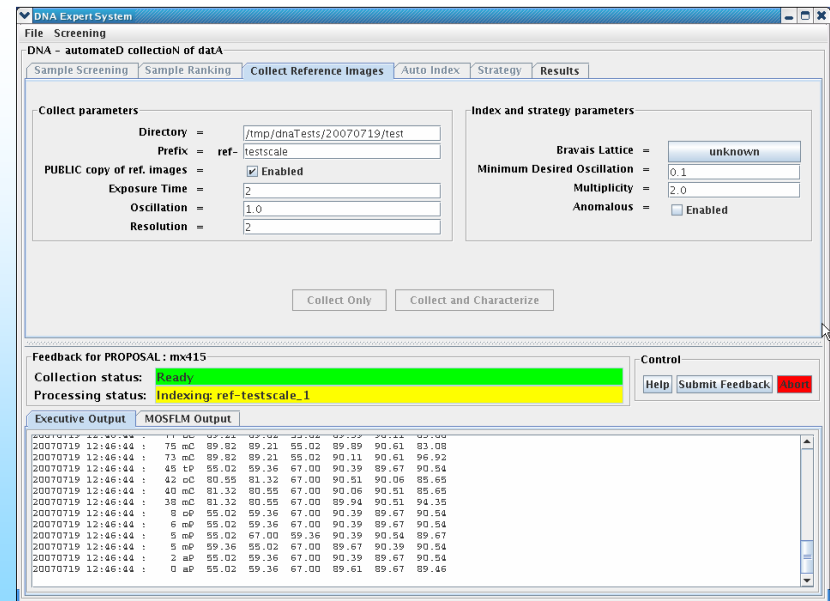 DNA Expert System
File Screening
DNA - automateD collectioN of datA
Sample Screening Sample Ranking Collect Reference Images Auto Index Strategy Results
Collect parameters
Directory = /tmp/dnaTests/20070719/test
Prefix = ref- testscale
PUBLIC copy of ref. images = Enabled
Exposure Time = 2
Oscillation = 1.0
Resolution = 2
Index and strategy parameters
Bravais Lattice = unknown
Minimum Desired Oscillation = 0.1
Multiplicity = 2.0
Anomalous = Enabled
Collect Only Collect and Characterize
Feedback for PROPOSAL: mx415
Collection status: Ready
Processing status: Indexing: ref-testscale_1
Control
Help Submit Feedback Abort
Executive Output MOSFLM Output
20070719 12:46:44 : 75 mC 89.82 89.21 55.02 89.89 90.61 83.08
20070719 12:46:44 : 73 mC 89.82 89.21 55.02 90.11 90.61 96.92
20070719 12:46:44 : 45 tP 55.02 59.36 67.00 90.39 89.67 90.54
20070719 12:46:44 : 42 oC 80.55 81.32 67.00 90.51 90.06 85.65
20070719 12:46:44 : 40 mC 81.32 80.55 67.00 90.06 90.51 85.65
20070719 12:46:44 : 38 mC 81.32 80.55 67.00 89.94 90.51 94.35
20070719 12:46:44 : 8 oP 55.02 59.36 67.00 90.39 89.67 90.54
20070719 12:46:44 : 6 mP 55.02 59.36 67.00 90.39 89.67 90.54
20070719 12:46:44 : 5 mP 55.02 67.00 59.36 90.39 90.54 89.67
20070719 12:46:44 : 5 mP 59.36 55.02 67.00 89.67 90.39 90.54
20070719 12:46:44 : 2 aP 55.02 59.36 67.00 90.39 89.67 90.54
20070719 12:46:44 : 0 aP 55.02 59.36 67.00 89.61 89.67 89.46